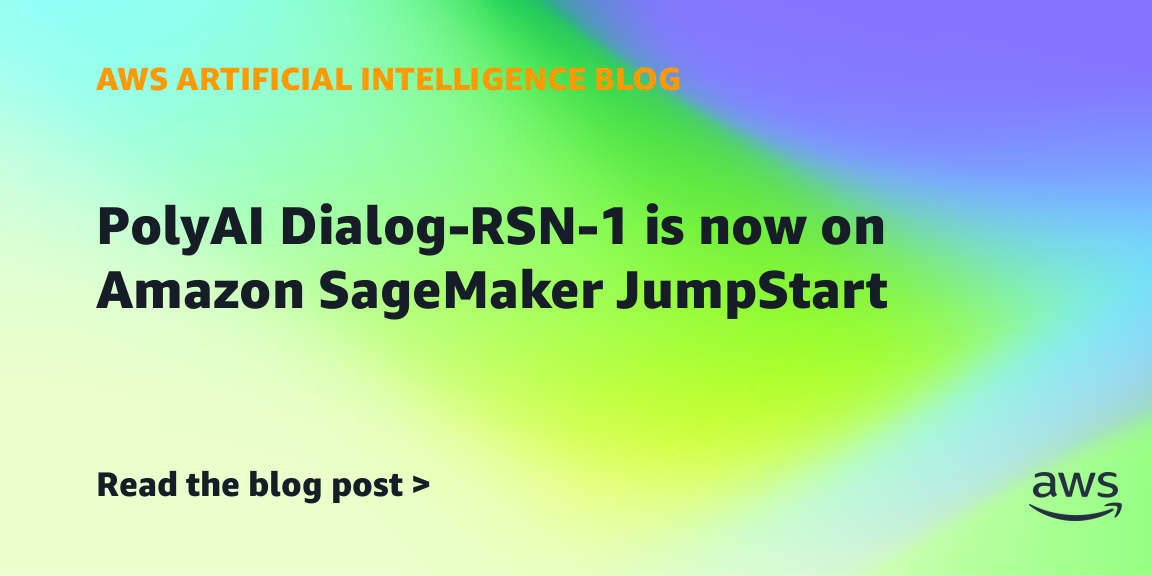 AWS ARTIFICIAL INTELLIGENCE BLOG
PolyAI Dialog-RSN-1 is now on
Amazon SageMaker JumpStart
Read the blog post >
aws